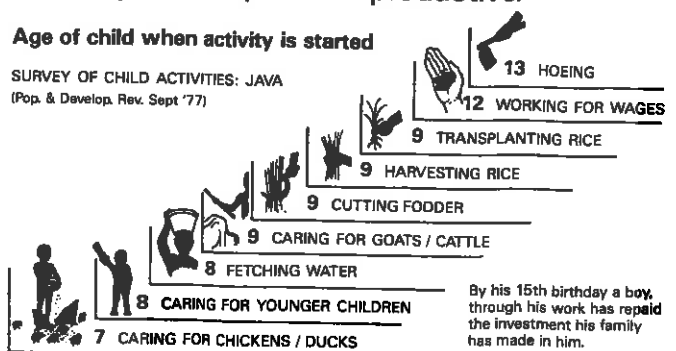 Age of child when activity is started
SURVEY OF CHILD ACTIVITIES: JAVA
(Pop. & Develop. Rev. Sept '77)
13 HOEING
12 WORKING FOR WAGES
9 TRANSPLANTING RICE
9 HARVESTING RICE
9 CUTTING FODDER
9 CARING FOR GOATS / CATTLE
8 FETCHING WATER
8 CARING FOR YOUNGER CHILDREN
7 CARING FOR CHICKENS / DUCKS
By his 15th birthday a boy,
through his work has repaid
the investment his family
has made in him.